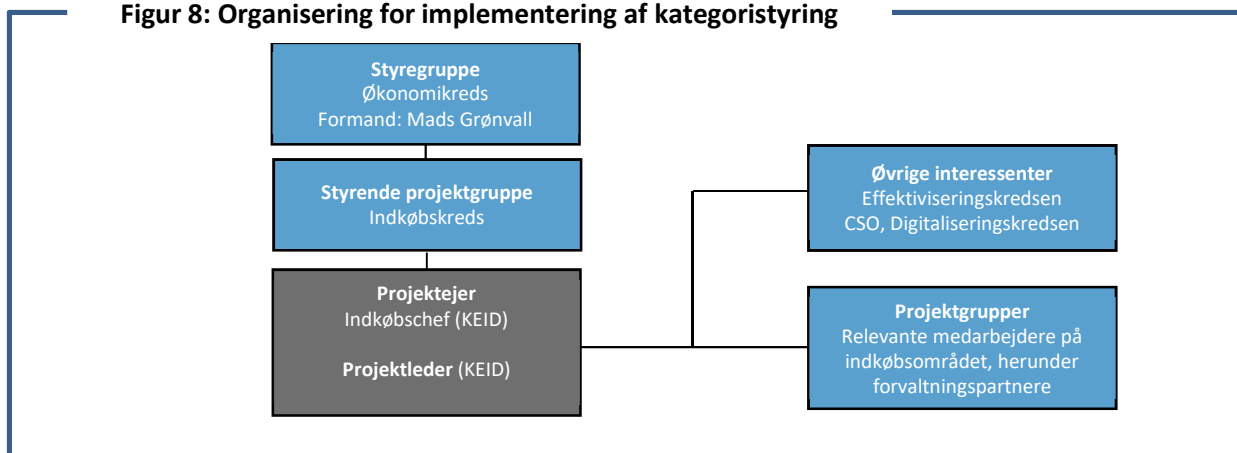 Figur 8: Organisering for implementering af kategoristyring
Styregruppe
Økonomikreds
Formand: Mads Grønvall
Styrende projektgruppe
Indkøbskreds
Projektejer
Indkøbschef (KEID)
Projektleder (KEID)
Øvrige interessenter
Effektiviseringskredsen
CSO, Digitaliseringskredsen
Projektgrupper
Relevante medarbejdere på
indkøbsområdet, herunder
forvaltningspartnere